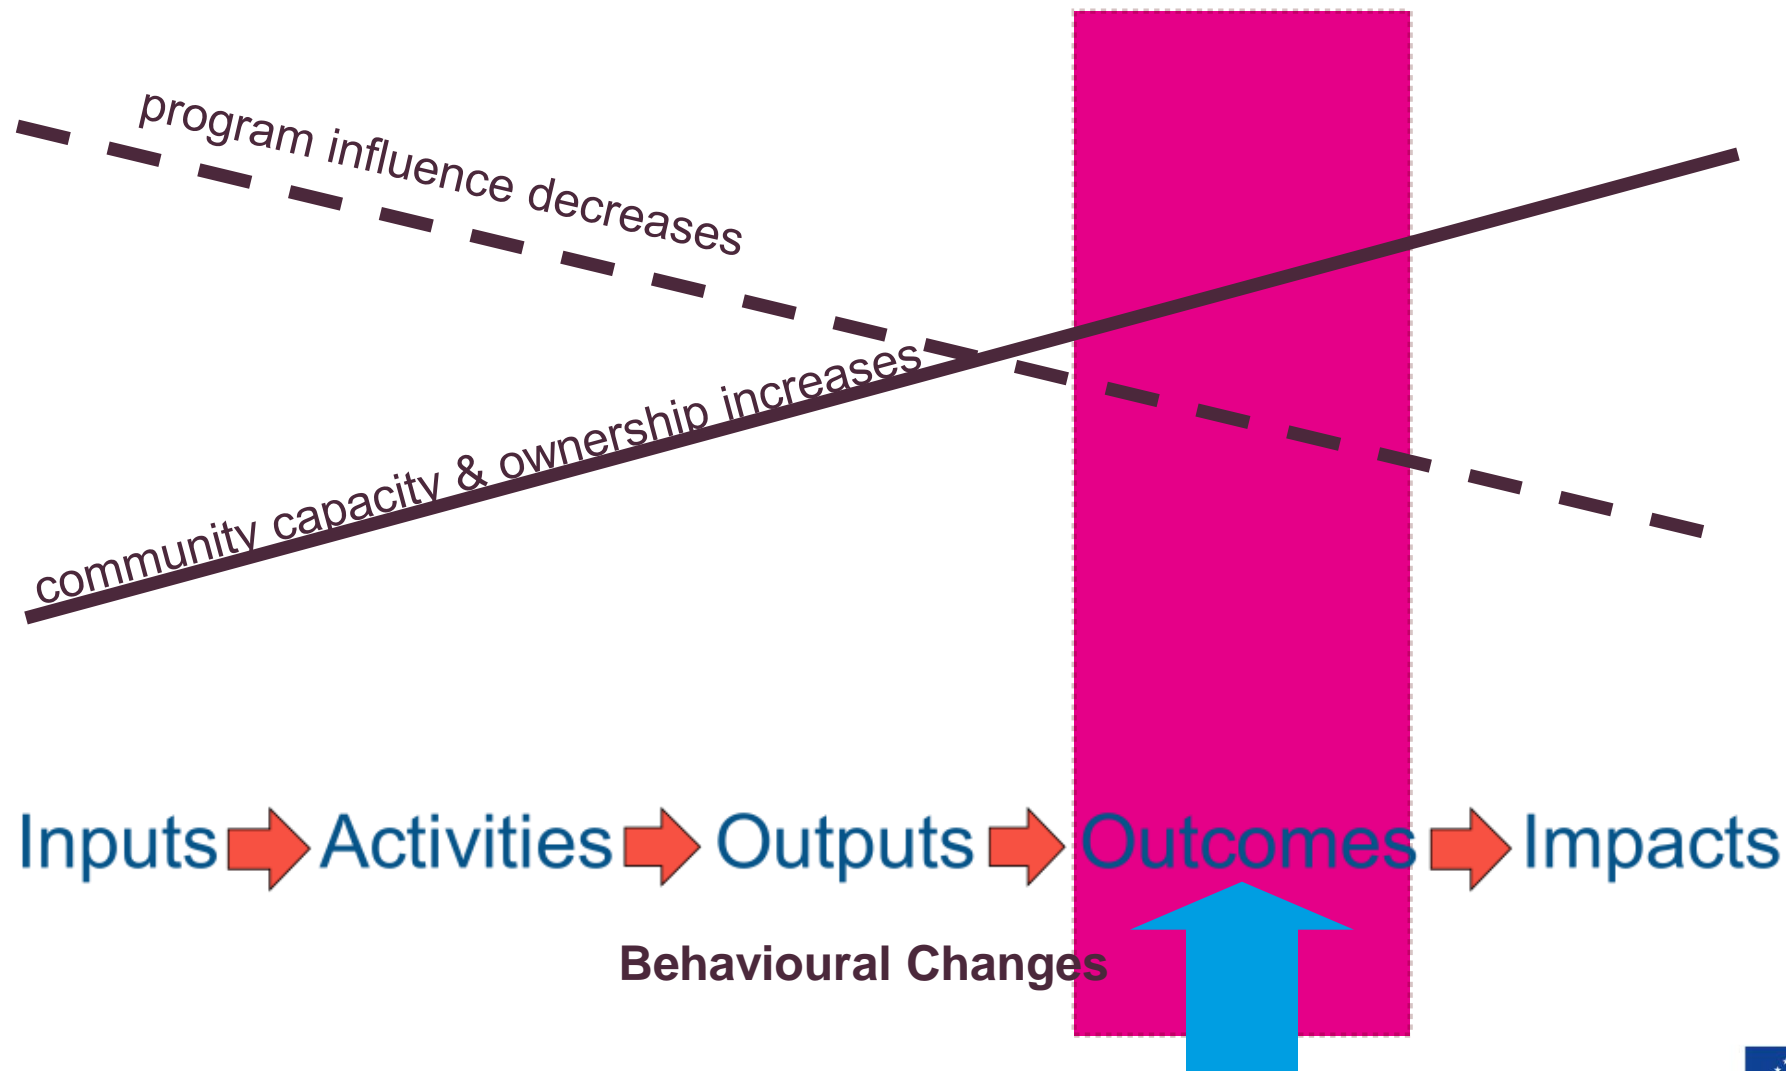 program influence decreases
community capacity & ownership increases
Inputs Activities Outputs Outcomes Impacts
Behavioural Changes